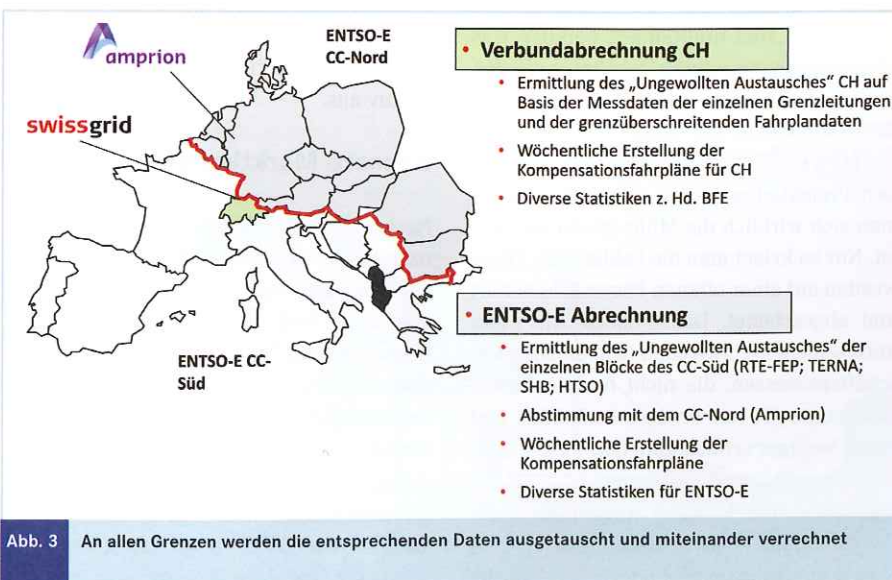 amprion
ENTSO-E
CC-Nord
swissgrid
ENTSO-E CC-
Süd
• Verbundabrechnung CH
• Ermittlung des „Ungewollten Austausches“ CH auf
Basis der Messdaten der einzelnen Grenzleitungen
und der grenzüberschreitenden Fahrplandaten
• Wöchentliche Erstellung der
Kompensationsfahrpläne für CH
• Diverse Statistiken z. Hd. BFE
• ENTSO-E Abrechnung
• Ermittlung des „Ungewollten Austausches“ der
einzelnen Blöcke des CC-Süd (RTE-FEP; TERNA;
SHB; HTSO)
• Abstimmung mit dem CC-Nord (Amprion)
• Wöchentliche Erstellung der
Kompensationsfahrpläne
• Diverse Statistiken für ENTSO-E
Abb. 3 An allen Grenzen werden die entsprechenden Daten ausgetauscht und miteinander verrechnet